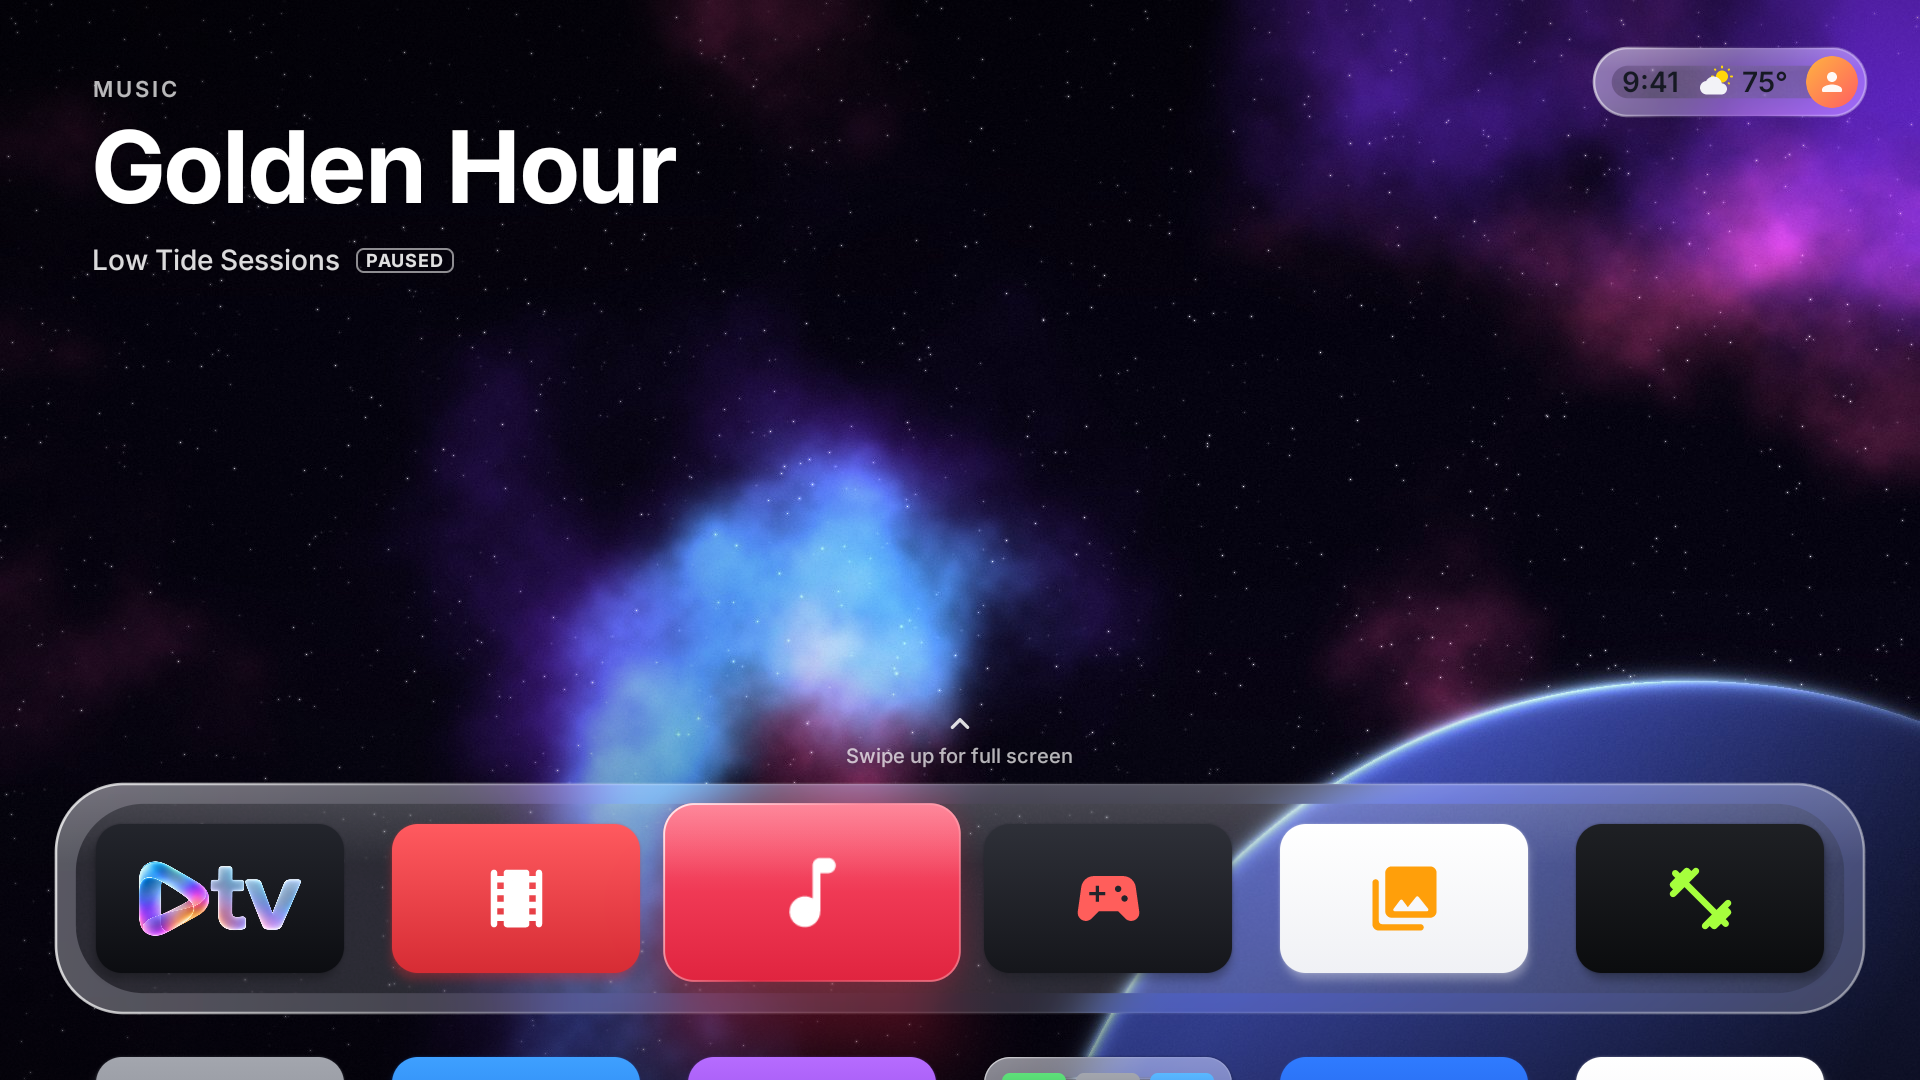 MUSIC
Golden Hour
Low Tide Sessions PAUSED
9:41 75°
Swipe up for full screen
tv